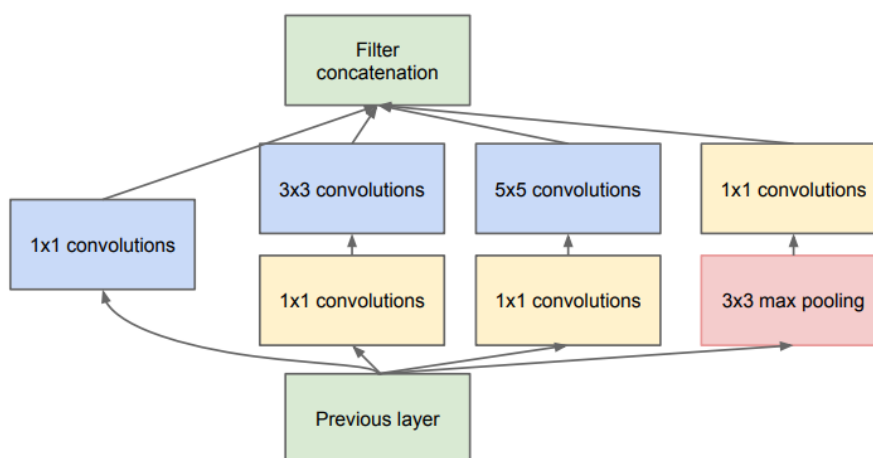 Filter
concatenation
3x3 convolutions
5x5 convolutions
1x1 convolutions
1x1 convolutions
1x1 convolutions
1x1 convolutions
3x3 max pooling
Previous layer